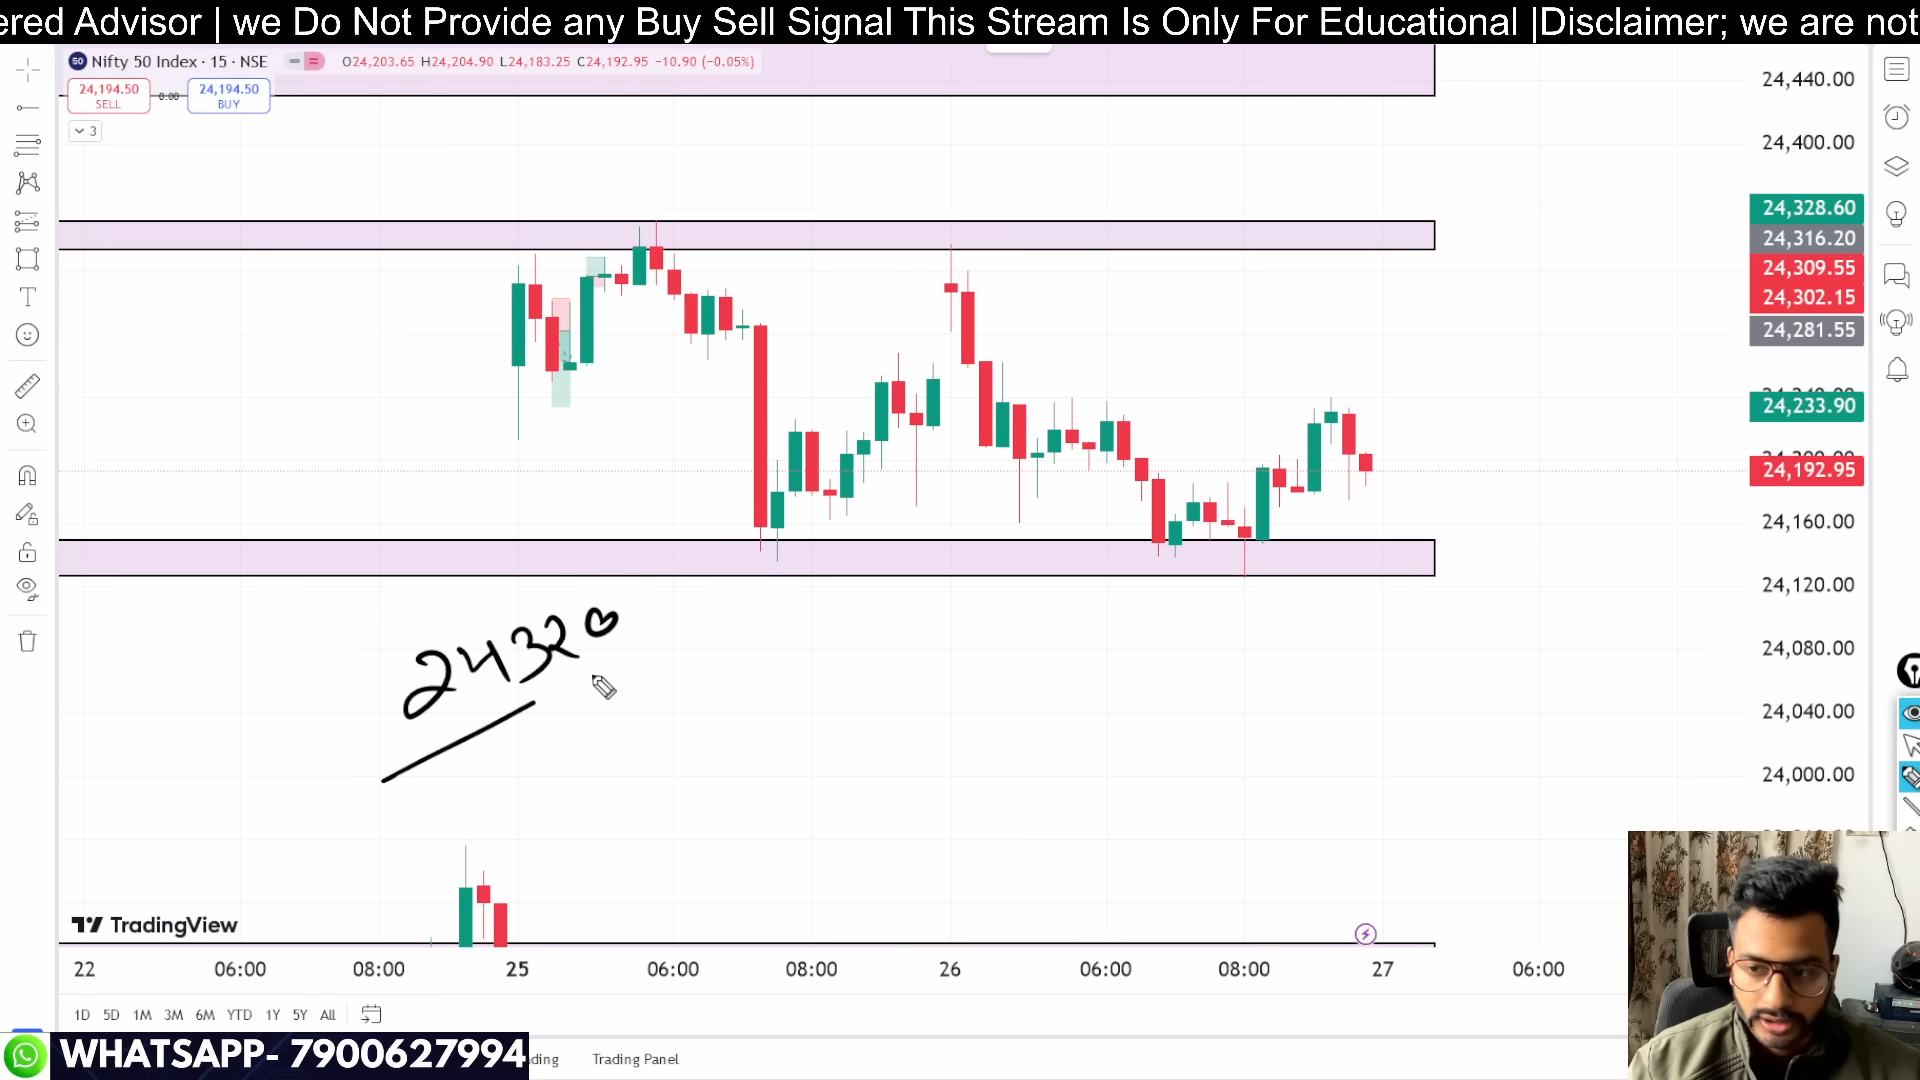 ered Advisor | we Do Not Provide any Buy Sell Signal This Stream Is Only For Educational |Disclaimer; we are not
50 Nifty 50 Index · 15 · NSE O24,203.65 H24,204.90 L24,183.25 C24,192.95 −10.90 (−0.05%)
24,194.50 SELL 0.00 24,194.50 BUY
3
24,440.00
24,400.00
24,328.60
24,316.20
24,309.55
24,302.15
24,281.55
24,233.90
24,192.95
24,160.00
24,120.00
24,080.00
24,040.00
24,000.00
24320
TradingView
22 06:00 08:00 25 06:00 08:00 26 06:00 08:00 27 06:00
1D 5D 1M 3M 6M YTD 1Y 5Y All
WHATSAPP- 7900627994 ding Trading Panel